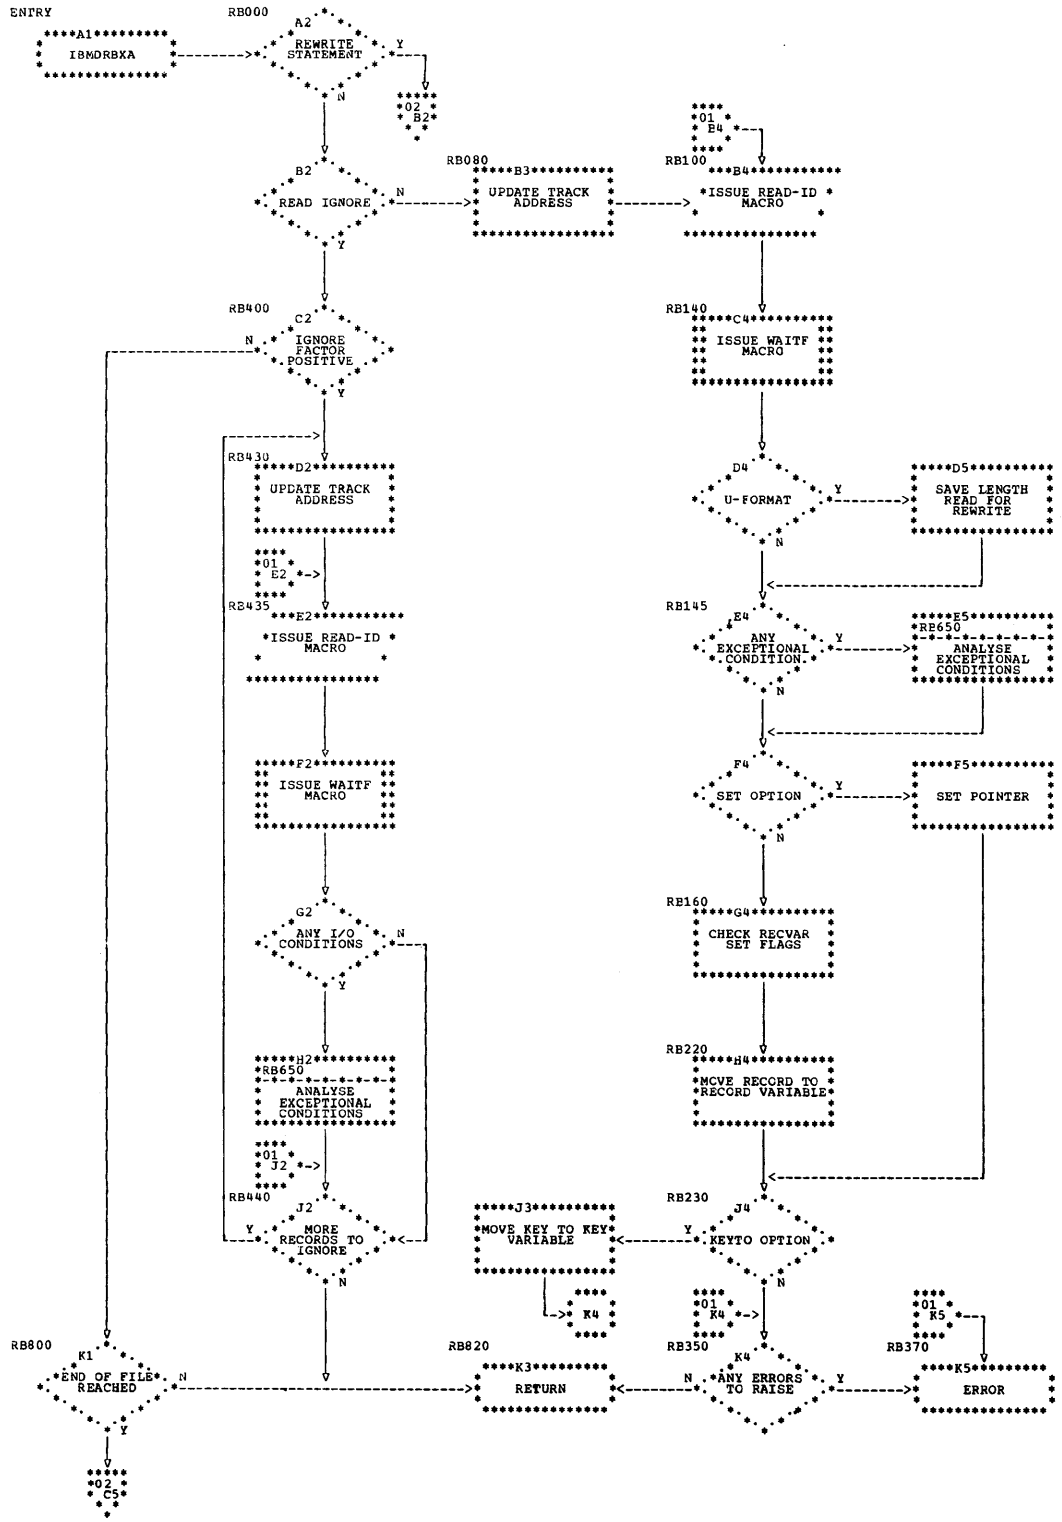 ENTRY
RB000
A1
IBMDRBXA
A2
REWRITE
STATEMENT
Y
N
02
B2
01
B4
B2
READ IGNORE
N
Y
RB080
B3
UPDATE TRACK
ADDRESS
RB100
B4
ISSUE READ-ID
MACRO
RB400
C2
IGNORE
FACTOR
POSITIVE
N
Y
RB140
C4
ISSUE WAITF
MACRO
RB430
D2
UPDATE TRACK
ADDRESS
D4
U-FORMAT
Y
N
D5
SAVE LENGTH
READ FOR
REWRITE
01
E2
RB435
E2
ISSUE READ-ID
MACRO
RB145
E4
ANY
EXCEPTIONAL
CONDITION
Y
N
E5
RB650
ANALYSE
EXCEPTIONAL
CONDITIONS
F2
ISSUE WAITF
MACRO
F4
SET OPTION
Y
N
F5
SET POINTER
G2
ANY I/O
CONDITIONS
N
Y
RB160
G4
CHECK RECVAR
SET FLAGS
H2
RB650
ANALYSE
EXCEPTIONAL
CONDITIONS
RB220
H4
MOVE RECORD TO
RECORD VARIABLE
01
J2
RB440
J2
MORE
RECORDS TO
IGNORE
Y
N
J3
MOVE KEY TO KEY
VARIABLE
RB230
J4
KEYTO OPTION
Y
N
K4
01
K4
01
K5
RB800
K1
END OF FILE
REACHED
N
Y
RB820
K3
RETURN
RB350
K4
ANY ERRORS
TO RAISE
N
Y
RB370
K5
ERROR
02
C5